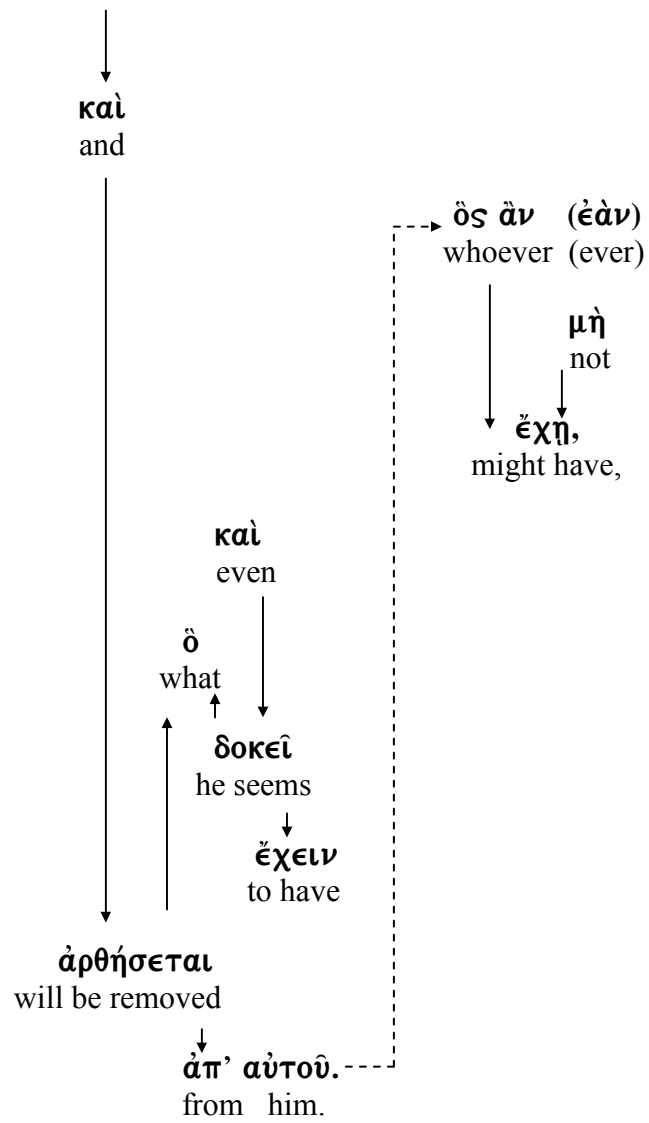 καὶ
and
ὃς ἂν (ἐὰν)
whoever (ever)
μὴ
not
ἔχῃ,
might have,
καὶ
even
ὃ
what
δοκεῖ
he seems
ἔχειν
to have
ἀρθήσεται
will be removed
ἀπ’ αὐτοῦ.
from him.